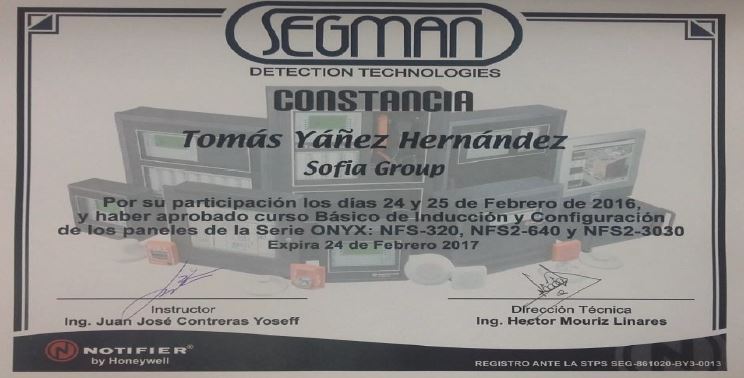 SEGMAN
DETECTION TECHNOLOGIES
CONSTANCIA
Tomás Yáñez Hernández
Sofia Group
Por su participación los días 24 y 25 de Febrero de 2016,
y haber aprobado curso Básico de Inducción y Configuración
de los paneles de la Serie ONYX: NFS-320, NFS2-640 y NFS2-3030
Expira 24 de Febrero 2017
Instructor
Ing. Juan José Contreras Yoseff
Dirección Técnica
Ing. Hector Mouriz Linares
NOTIFIER®
by Honeywell
REGISTRO ANTE LA STPS SEG-861020-BY3-0013